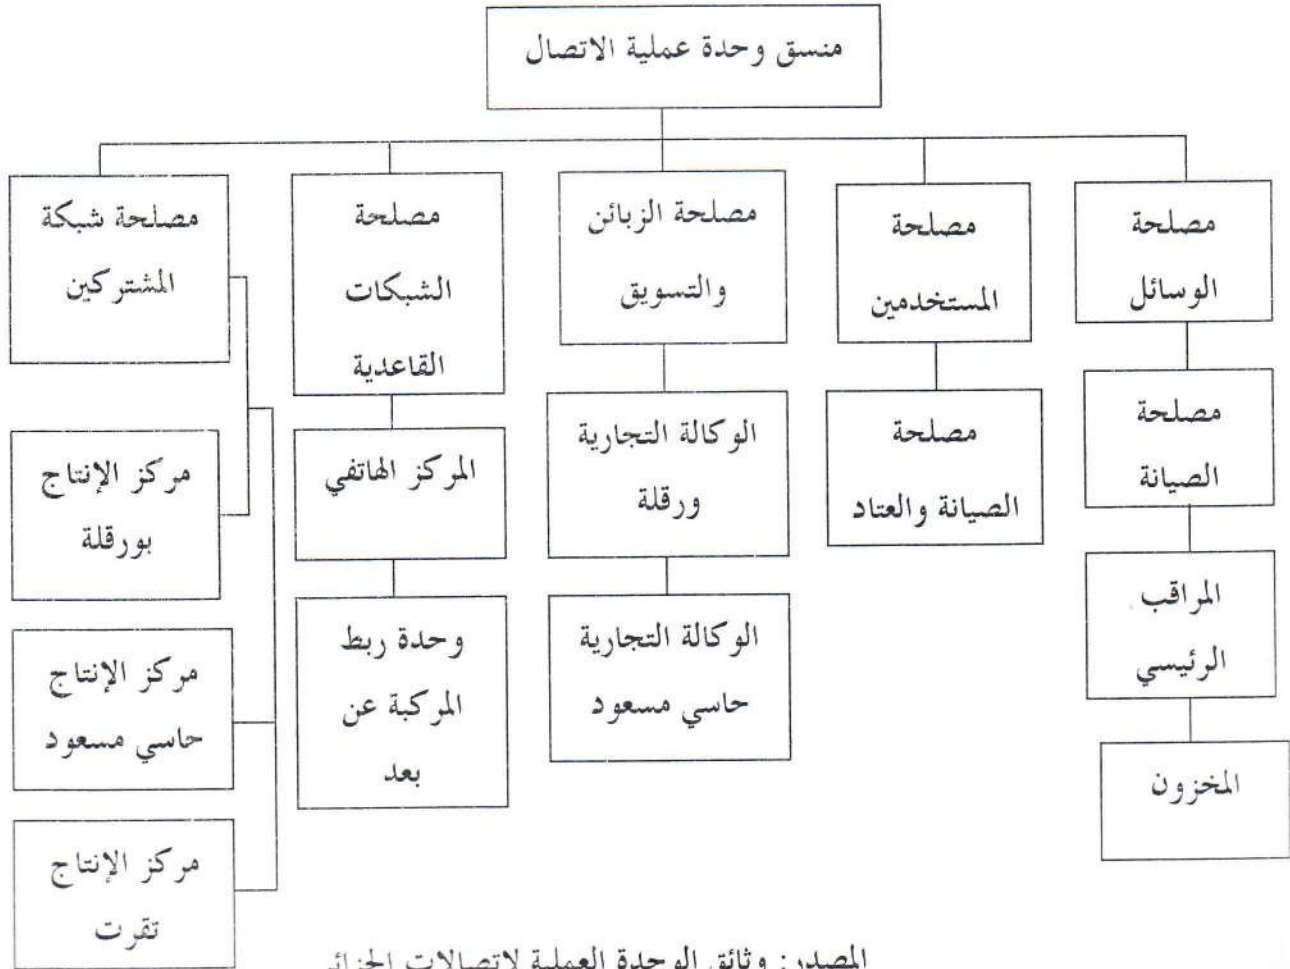 منسق وحدة عملية الاتصال
مصلحة
الوسائل
مصلحة
الصيانة
المراقب
الرئيسي
المخزون
مصلحة
المستخدمين
مصلحة
الصيانة والعتاد
مصلحة الزبائن
والتسويق
الوكالة التجارية
ورقلة
الوكالة التجارية
حاسي مسعود
مصلحة
الشبكات
القاعدية
المركز الهاتفي
وحدة ربط
المركبة عن
بعد
مصلحة شبكة
المشتركين
مركز الإنتاج
بورقلة
مركز الإنتاج
حاسي مسعود
مركز الإنتاج
تقرت
المصدر: وثائق الوحدة العملية لاتصالات الجزائر